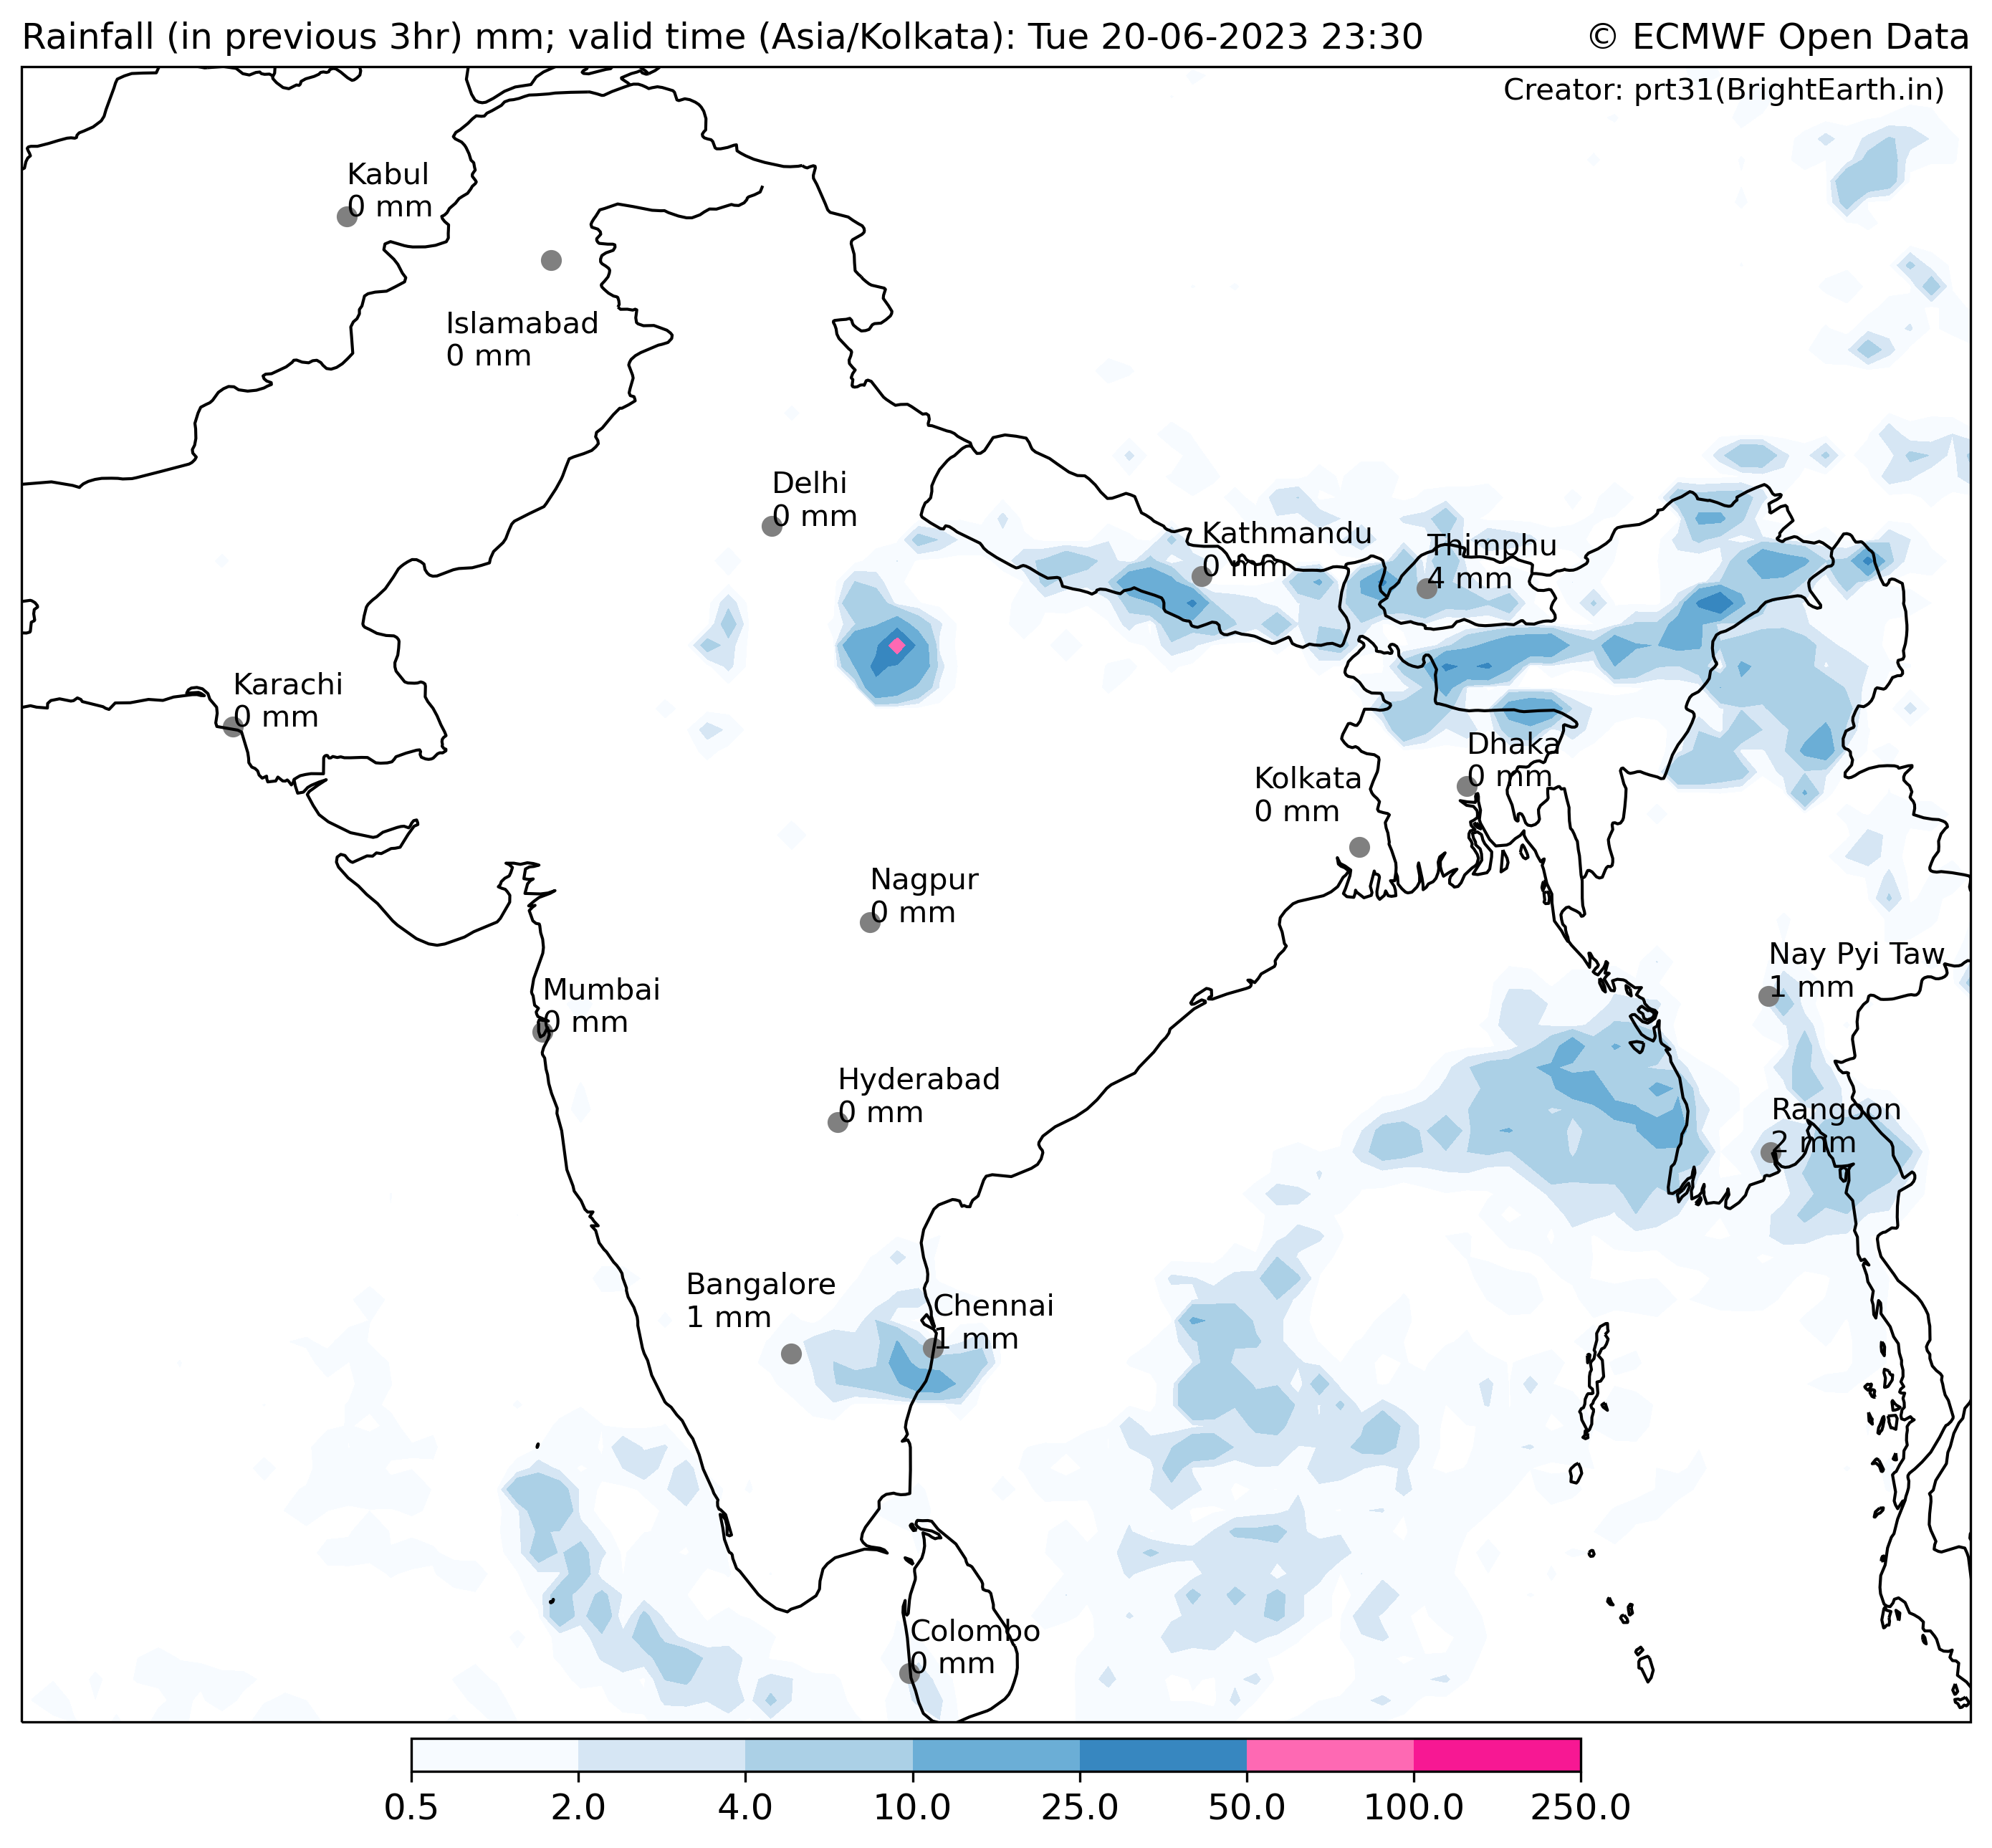 Rainfall (in previous 3hr) mm; valid time (Asia/Kolkata): Tue 20-06-2023 23:30
© ECMWF Open Data
Creator: prt31(BrightEarth.in)
Kabul
0 mm
Islamabad
0 mm
Delhi
0 mm
Kathmandu
0 mm
Thimphu
4 mm
Karachi
0 mm
Dhaka
0 mm
Kolkata
0 mm
Nagpur
0 mm
Nay Pyi Taw
1 mm
Mumbai
0 mm
Hyderabad
0 mm
Rangoon
2 mm
Bangalore
1 mm
Chennai
1 mm
Colombo
0 mm
0.5 2.0 4.0 10.0 25.0 50.0 100.0 250.0